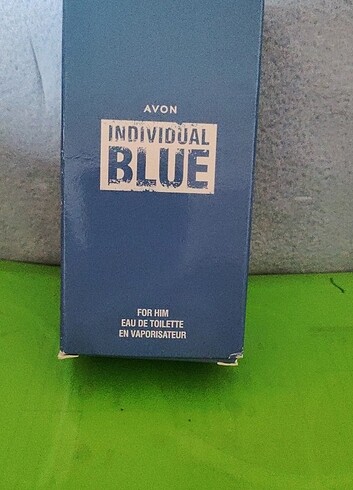 AVON
INDIVIDUAL
BLUE
FOR HIM
EAU DE TOILETTE
EN VAPORISATEUR